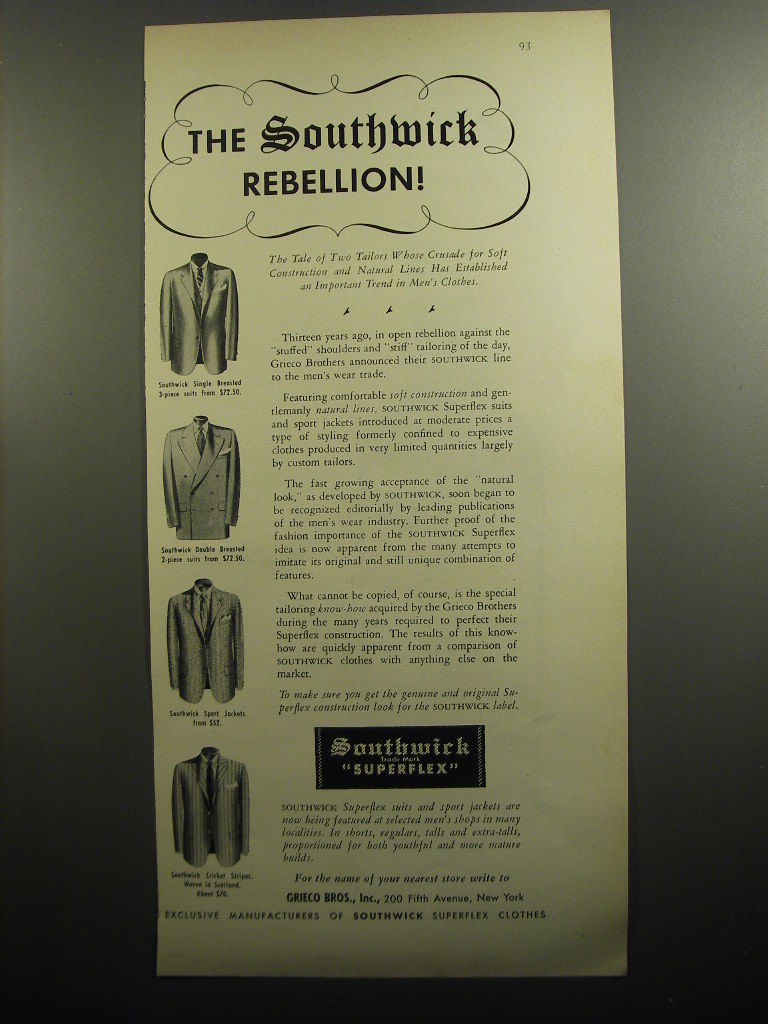 93
THE Southwick
REBELLION!
The Tale of Two Tailors Whose Crusade for Soft
Construction and Natural Lines Has Established
an Important Trend in Men's Clothes.
Thirteen years ago, in open rebellion against the
"stuffed" shoulders and "stiff" tailoring of the day,
Grieco Brothers announced their SOUTHWICK line
to the men's wear trade.
Featuring comfortable soft construction and gen-
tlemanly natural lines, SOUTHWICK Superflex suits
and sport jackets introduced at moderate prices a
type of styling formerly confined to expensive
clothes produced in very limited quantities largely
by custom tailors.
The fast growing acceptance of the "natural
look," as developed by SOUTHWICK, soon began to
be recognized editorially by leading publications
of the men's wear industry. Further proof of the
fashion importance of the SOUTHWICK Superflex
idea is now apparent from the many attempts to
imitate its original and still unique combination of
features.
What cannot be copied, of course, is the special
tailoring know-how acquired by the Grieco Brothers
during the many years required to perfect their
Superflex construction. The results of this know-
how are quickly apparent from a comparison of
SOUTHWICK clothes with anything else on the
market.
To make sure you get the genuine and original Su-
perflex construction look for the SOUTHWICK label.
Southwick
Trade Mark
"SUPERFLEX"
SOUTHWICK Superflex suits and sport jackets are
now being featured at selected men's shops in many
localities. In shorts, regulars, talls and extra-talls,
proportioned for both youthful and more mature
builds.
For the name of your nearest store write to
GRIECO BROS., Inc., 200 Fifth Avenue, New York
EXCLUSIVE MANUFACTURERS OF SOUTHWICK SUPERFLEX CLOTHES
Southwick Single Breasted
3-piece suits from $72.50.
Southwick Double Breasted
2-piece suits from $72.50.
Southwick Sport Jackets
from $52.
Southwick Cricket Stripes.
Woven in Scotland.
About $70.